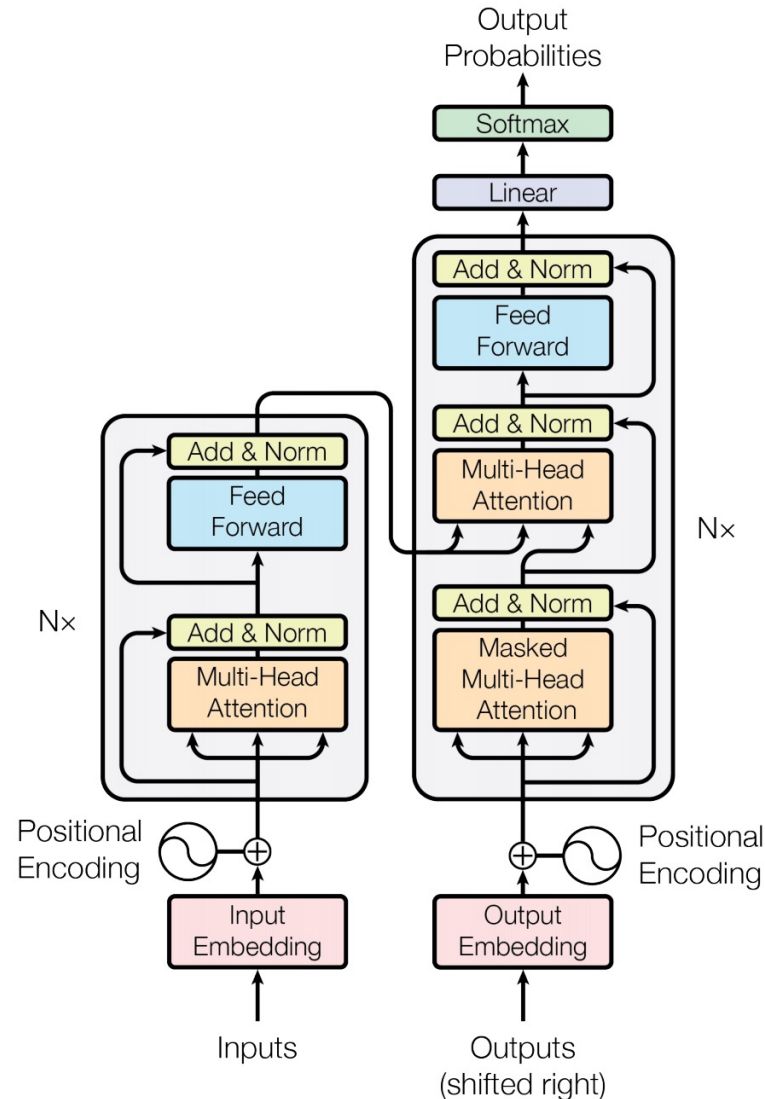 Output
Probabilities
Softmax
Linear
Add & Norm
Feed
Forward
Add & Norm
Multi-Head
Attention
Add & Norm
Masked
Multi-Head
Attention
Nx
Add & Norm
Feed
Forward
Add & Norm
Multi-Head
Attention
Nx
Positional
Encoding
Positional
Encoding
Input
Embedding
Output
Embedding
Inputs
Outputs
(shifted right)